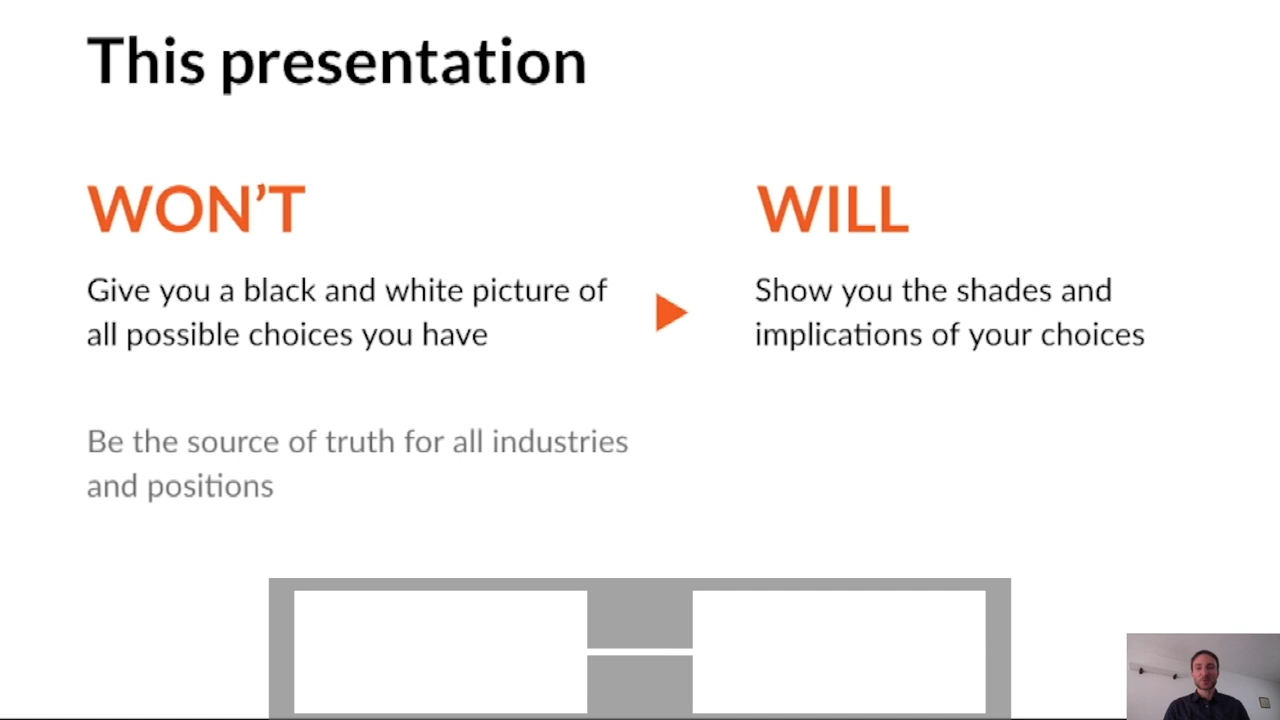 This presentation
WON'T
Give you a black and white picture of
all possible choices you have
Be the source of truth for all industries
and positions
WILL
Show you the shades and
implications of your choices